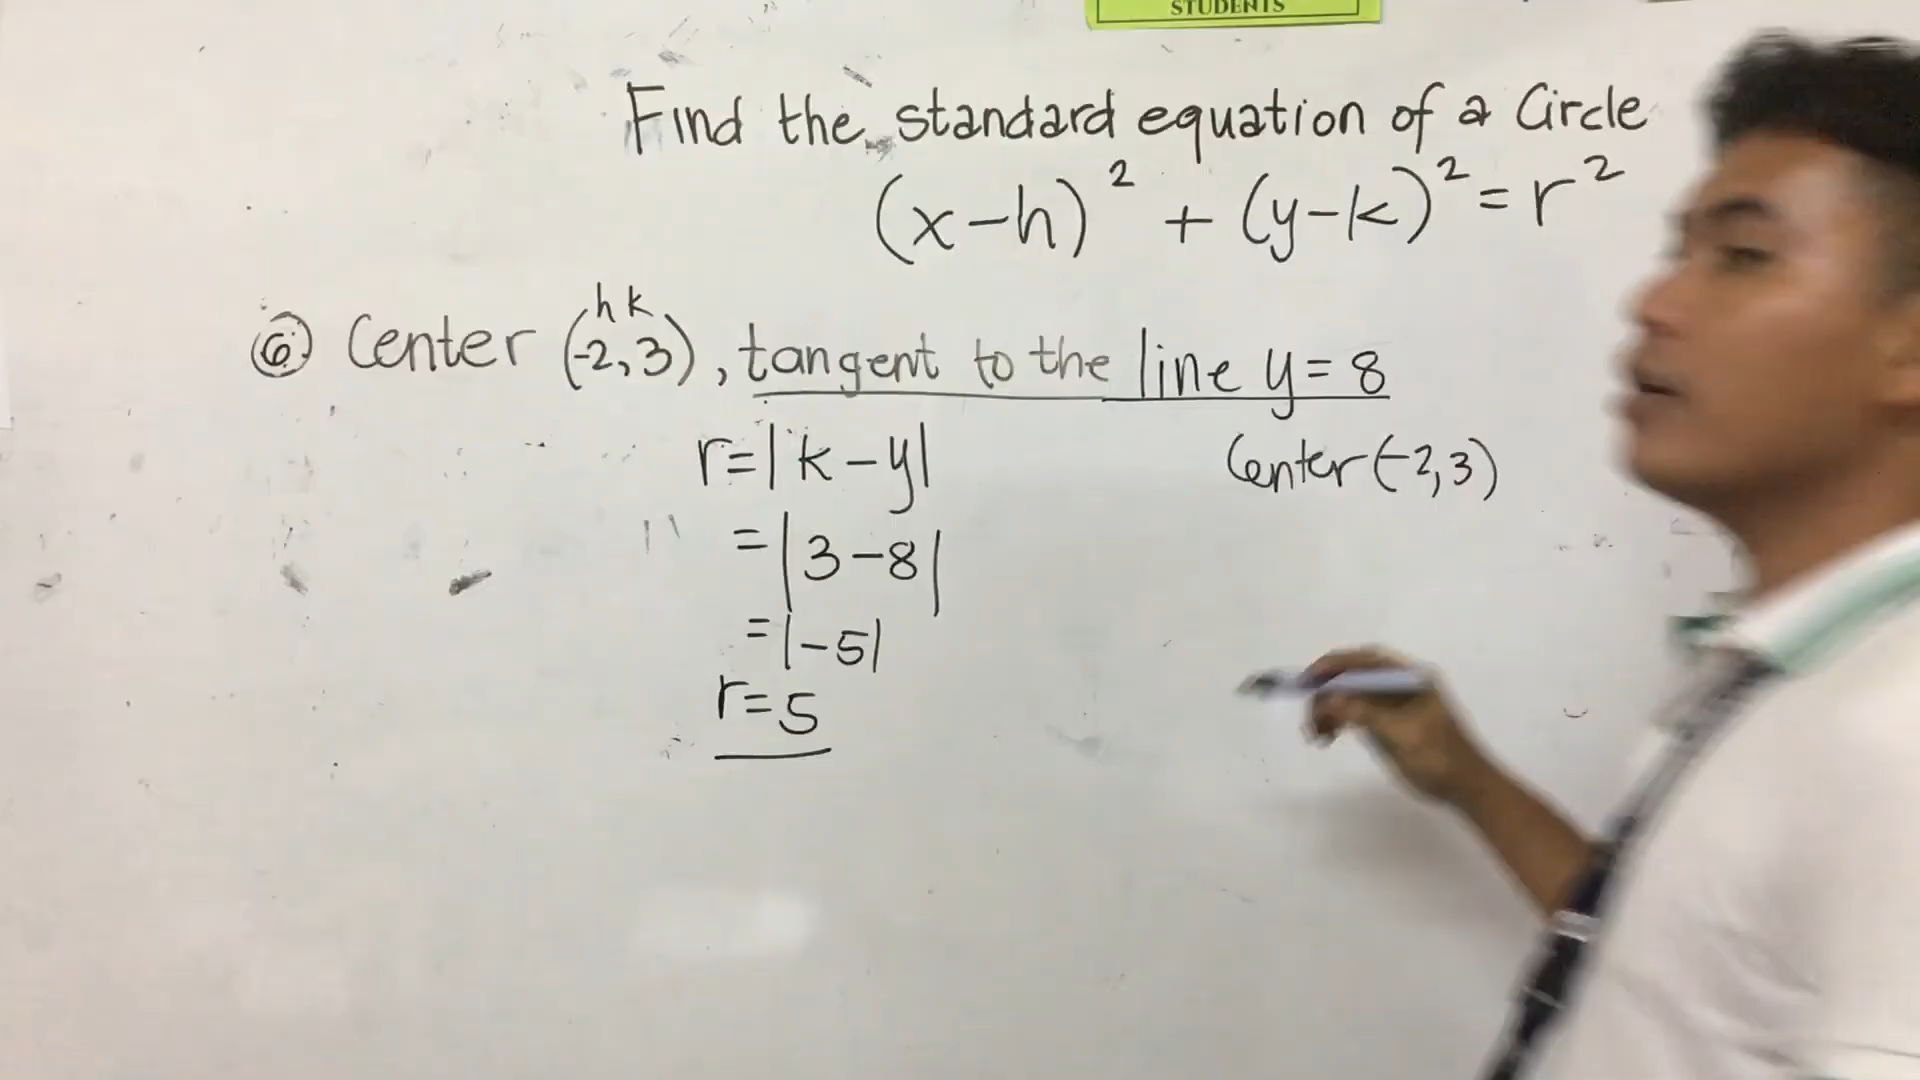 STUDENTS
Find the standard equation of a Circle
(x-h)² + (y-k)² = r²
h k
⑥ Center (-2,3), tangent to the line y = 8
r=|k-y|
Center (-2,3)
=|3-8|
=|-5|
r=5